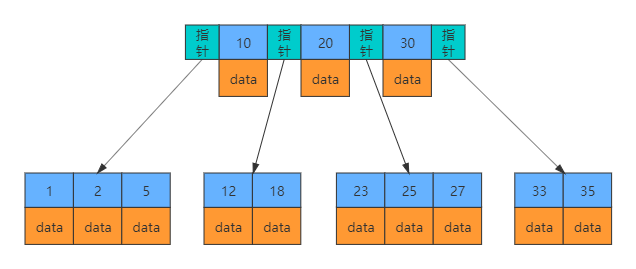 指针 10 指针 20 指针 30 指针
data data data
1 2 5 12 18 23 25 27 33 35
data data data data data data data data data data